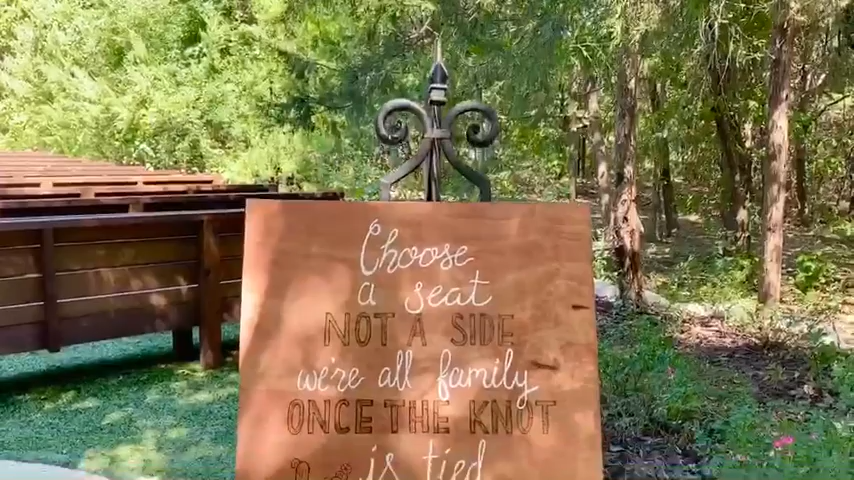 Choose
a seat
NOT A SIDE
we're all family
ONCE THE KNOT
is tied